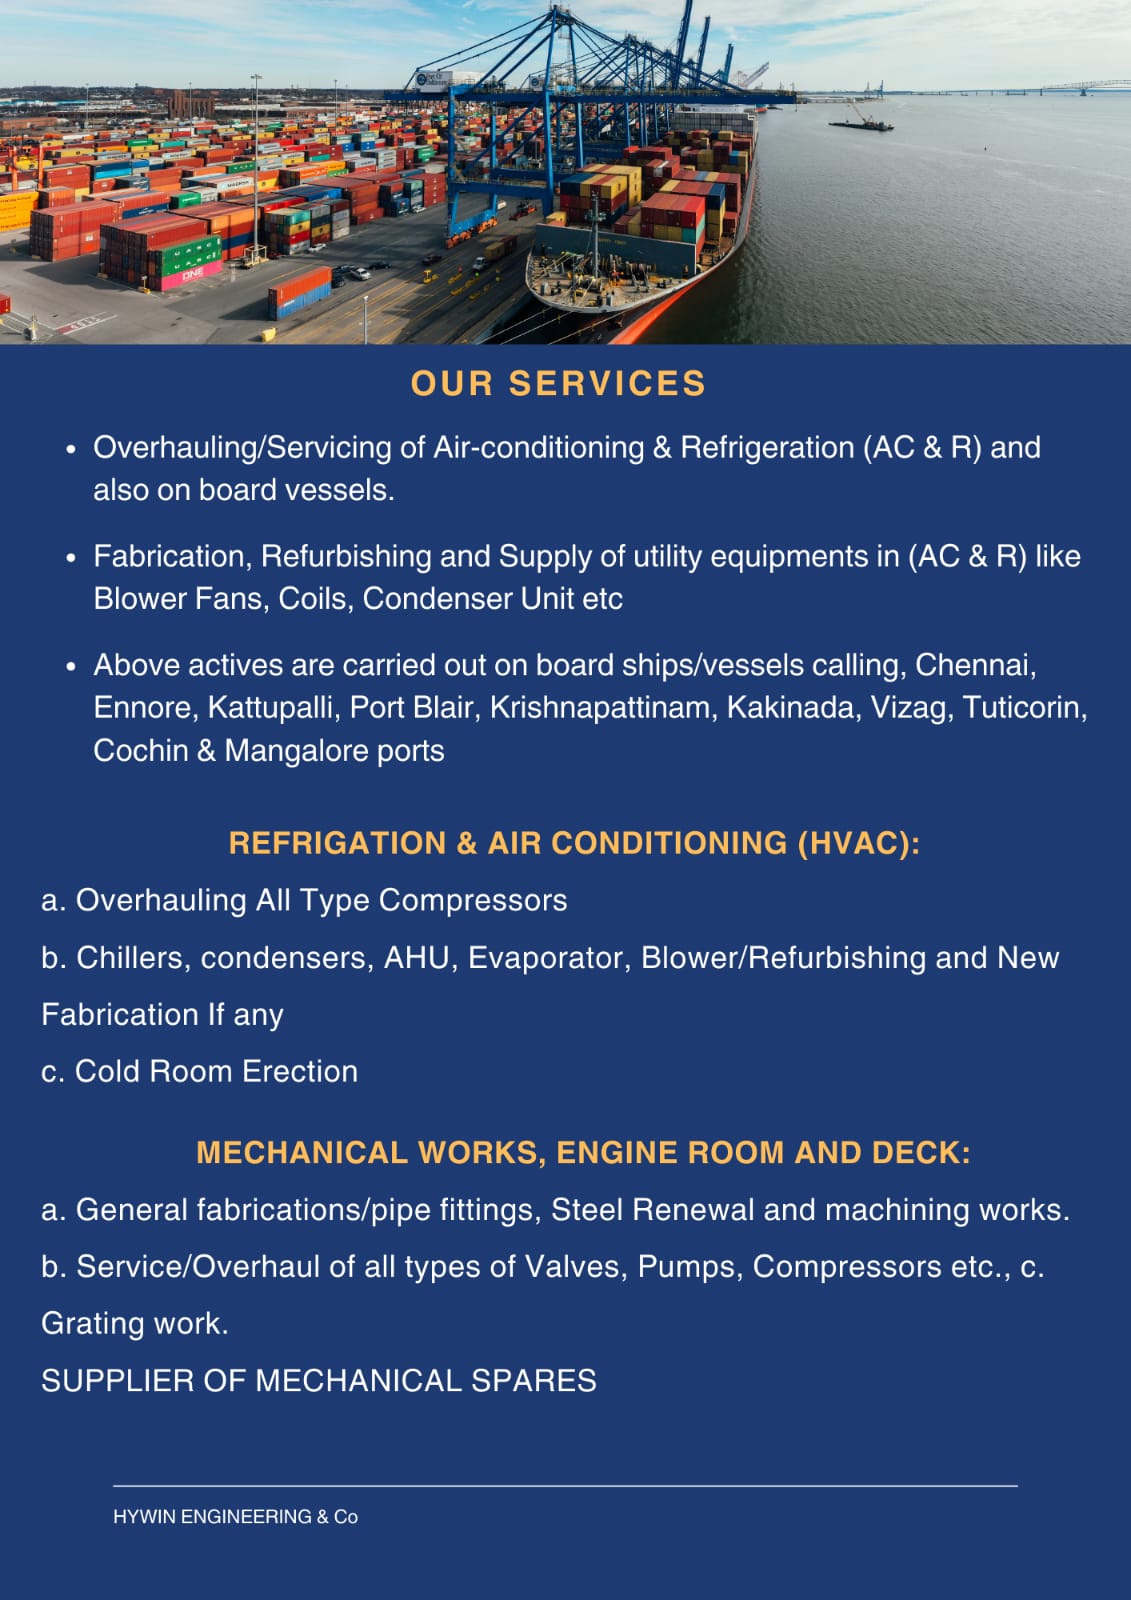 OUR SERVICES
• Overhauling/Servicing of Air-conditioning & Refrigeration (AC & R) and
also on board vessels.
• Fabrication, Refurbishing and Supply of utility equipments in (AC & R) like
Blower Fans, Coils, Condenser Unit etc
• Above actives are carried out on board ships/vessels calling, Chennai,
Ennore, Kattupalli, Port Blair, Krishnapattinam, Kakinada, Vizag, Tuticorin,
Cochin & Mangalore ports
REFRIGATION & AIR CONDITIONING (HVAC):
a. Overhauling All Type Compressors
b. Chillers, condensers, AHU, Evaporator, Blower/Refurbishing and New
Fabrication If any
c. Cold Room Erection
MECHANICAL WORKS, ENGINE ROOM AND DECK:
a. General fabrications/pipe fittings, Steel Renewal and machining works.
b. Service/Overhaul of all types of Valves, Pumps, Compressors etc., c.
Grating work.
SUPPLIER OF MECHANICAL SPARES
HYWIN ENGINEERING & Co